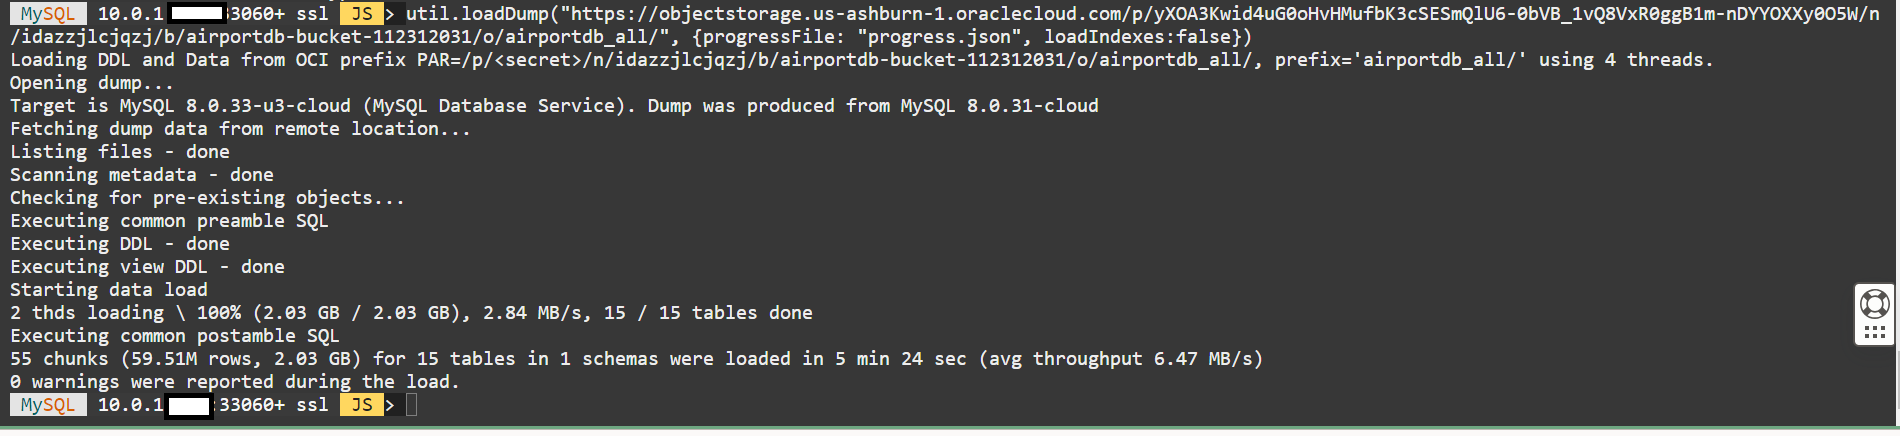 MySQL 10.0.1 :3060+ ssl JS > util.loadDump("https://objectstorage.us-ashburn-1.oraclecloud.com/p/yXOA3Kwid4uG0oHvHMufbK3cSESmQlU6-0bVB_1vQ8VxR0ggB1m-nDYYOXXy0O5W/n
/idazzjlcjqzj/b/airportdb-bucket-112312031/o/airportdb_all/", {progressFile: "progress.json", loadIndexes:false})
Loading DDL and Data from OCI prefix PAR=/p/<secret>/n/idazzjlcjqzj/b/airportdb-bucket-112312031/o/airportdb_all/, prefix='airportdb_all/' using 4 threads.
Opening dump...
Target is MySQL 8.0.33-u3-cloud (MySQL Database Service). Dump was produced from MySQL 8.0.31-cloud
Fetching dump data from remote location...
Listing files - done
Scanning metadata - done
Checking for pre-existing objects...
Executing common preamble SQL
Executing DDL - done
Executing view DDL - done
Starting data load
2 thds loading \ 100% (2.03 GB / 2.03 GB), 2.84 MB/s, 15 / 15 tables done
Executing common postamble SQL
55 chunks (59.51M rows, 2.03 GB) for 15 tables in 1 schemas were loaded in 5 min 24 sec (avg throughput 6.47 MB/s)
0 warnings were reported during the load.
MySQL 10.0.1 :33060+ ssl JS >